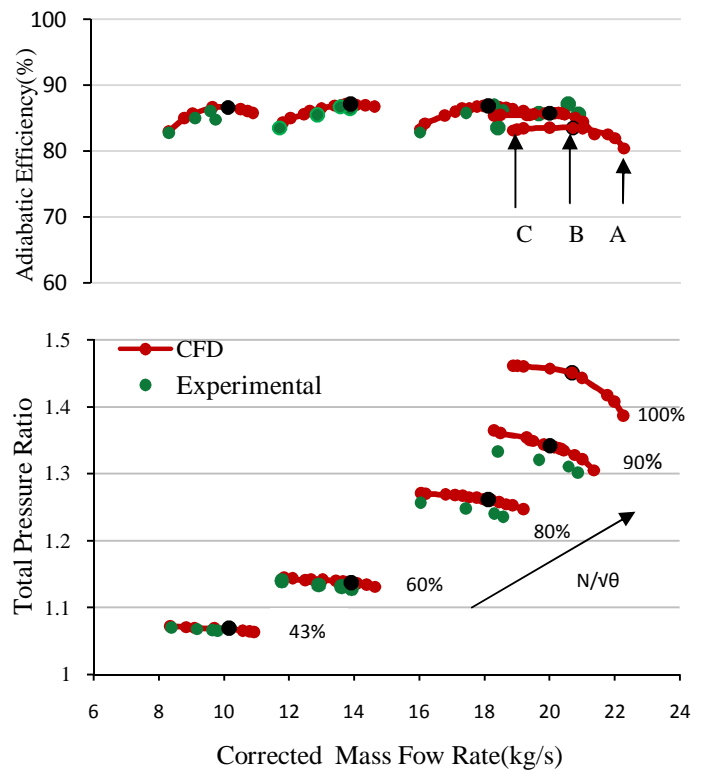 Adiabatic Efficiency(%)
100
90
80
70
60
C B A
Total Pressure Ratio
1.5
1.4
1.3
1.2
1.1
1
CFD
Experimental
100%
90%
80%
60%
43%
N/√θ
6 8 10 12 14 16 18 20 22 24
Corrected Mass Fow Rate(kg/s)